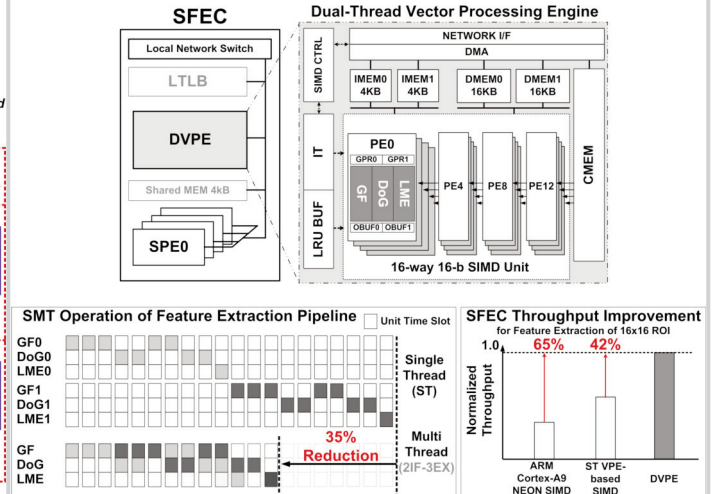 SFEC
Local Network Switch
LTLB
DVPE
Shared MEM 4kB
SPE0
Dual-Thread Vector Processing Engine
SIMD CTRL
NETWORK I/F
DMA
IMEM0
4KB
IMEM1
4KB
DMEM0
16KB
DMEM1
16KB
IT
LRU BUF
PE0
GPR0 GPR1
GF
DoG
LME
OBUF0 OBUF1
PE4
PE8
PE12
CMEM
16-way 16-b SIMD Unit
d
SMT Operation of Feature Extraction Pipeline
Unit Time Slot
GF0
DoG0
LME0
Single
Thread
(ST)
GF1
DoG1
LME1
GF
DoG
LME
35%
Reduction
Multi
Thread
(2IF-3EX)
SFEC Throughput Improvement
for Feature Extraction of 16x16 ROI
1.0
65%
42%
Normalized
Throughput
ARM
Cortex-A9
NEON SIMD
ST VPE-
based
SIMD
DVPE